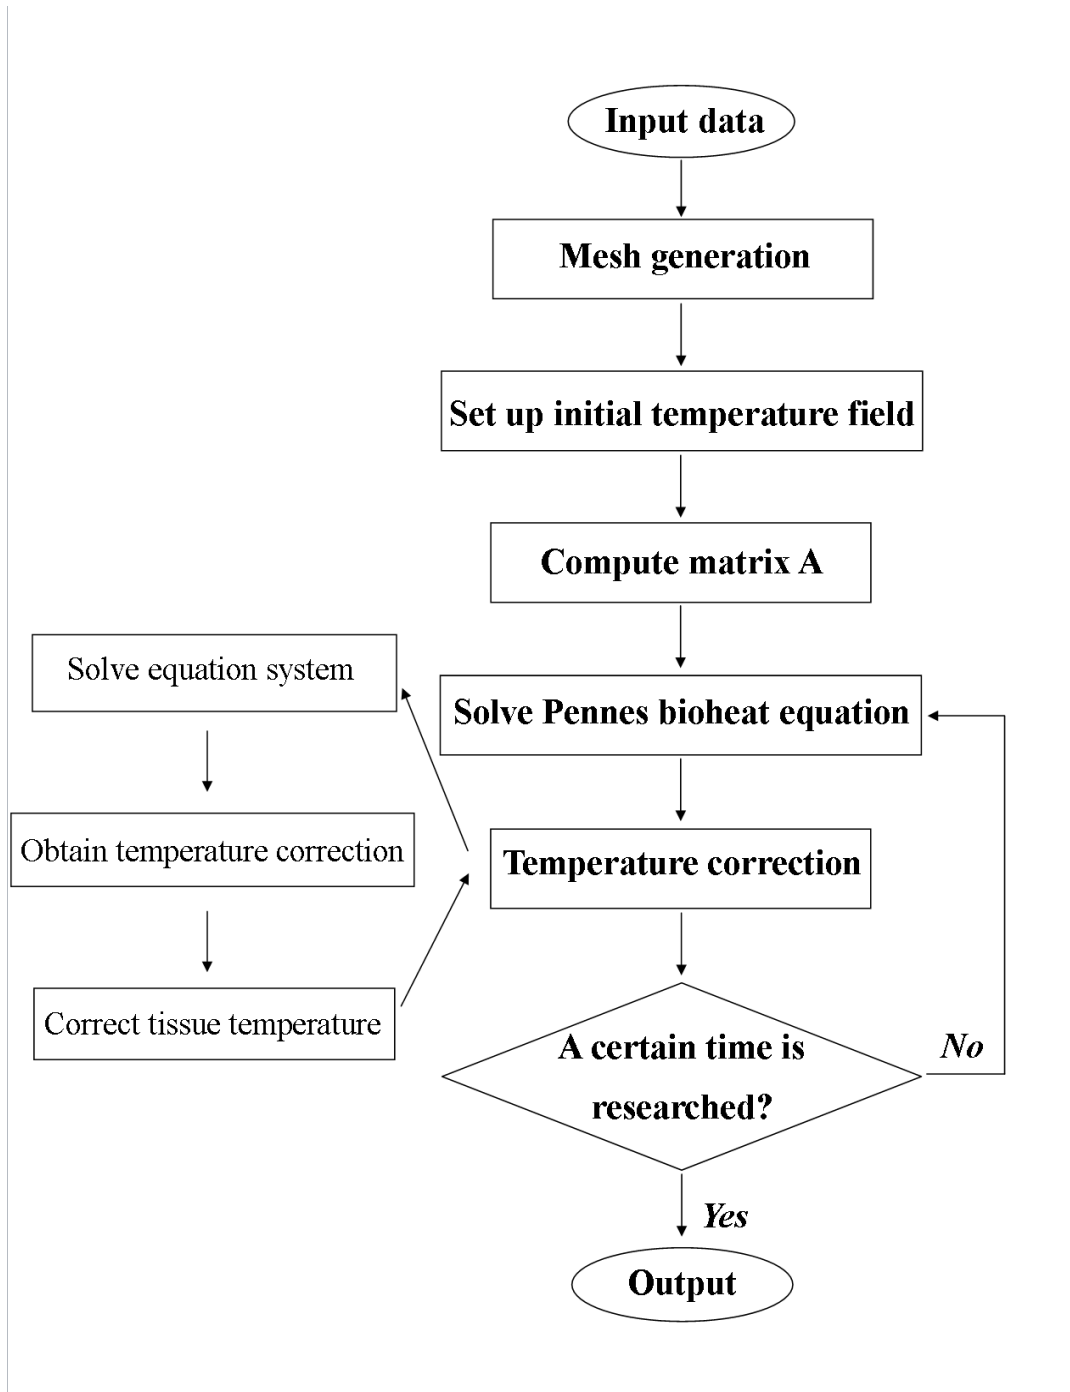 Input data
Mesh generation
Set up initial temperature field
Compute matrix A
Solve Pennes bioheat equation
Temperature correction
Solve equation system
Obtain temperature correction
Correct tissue temperature
A certain time is
researched?
No
Yes
Output